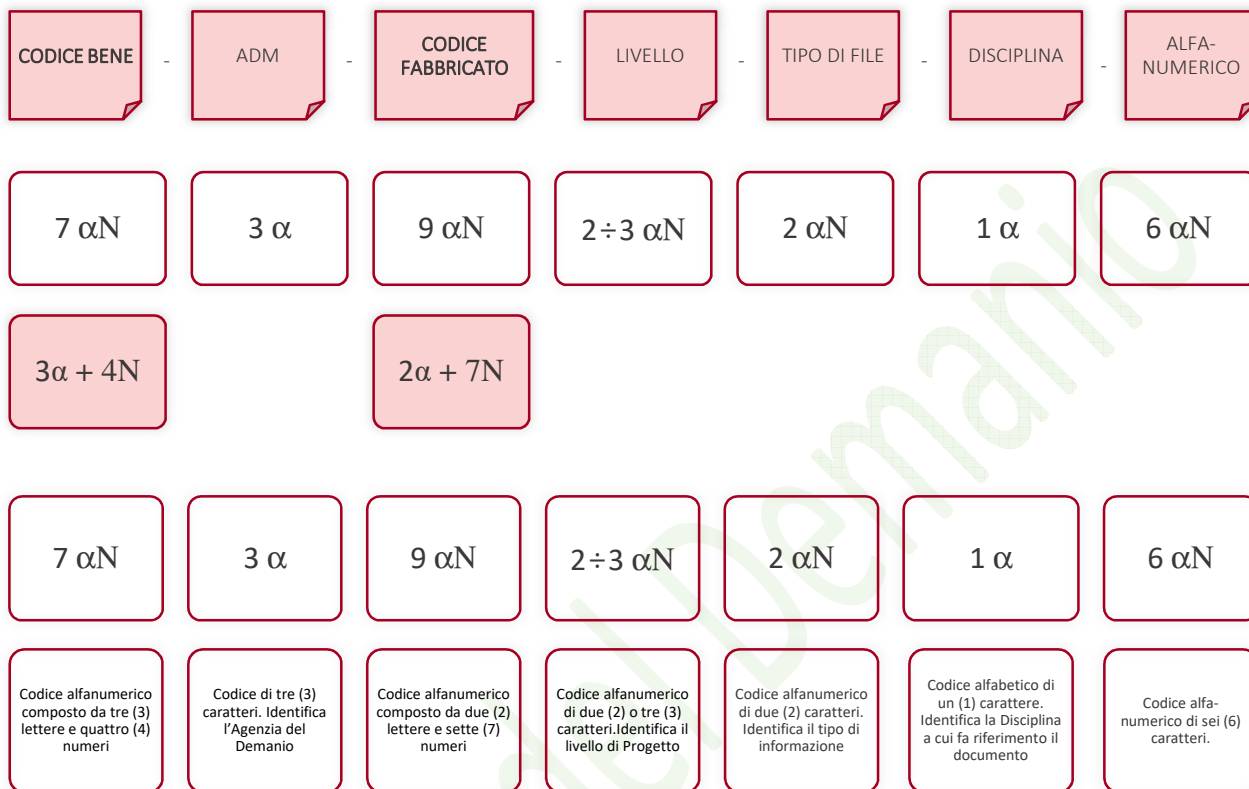 CODICE BENE - ADM - CODICE FABBRICATO - LIVELLO - TIPO DI FILE - DISCIPLINA - ALFA-NUMERICO
7 αN 3 α 9 αN 2÷3 αN 2 αN 1 α 6 αN
3α + 4N 2α + 7N
7 αN 3 α 9 αN 2÷3 αN 2 αN 1 α 6 αN
Codice alfanumerico
composto da tre (3)
lettere e quattro (4)
numeri
Codice di tre (3)
caratteri. Identifica
l'Agenzia del
Demanio
Codice alfanumerico
composto da due (2)
lettere e sette (7)
numeri
Codice alfanumerico
di due (2) o tre (3)
caratteri.Identifica il
livello di Progetto
Codice alfanumerico
di due (2) caratteri.
Identifica il tipo di
informazione
Codice alfabetico di
un (1) carattere.
Identifica la Disciplina
a cui fa riferimento il
documento
Codice alfa-
numerico di sei (6)
caratteri.
del Demanio